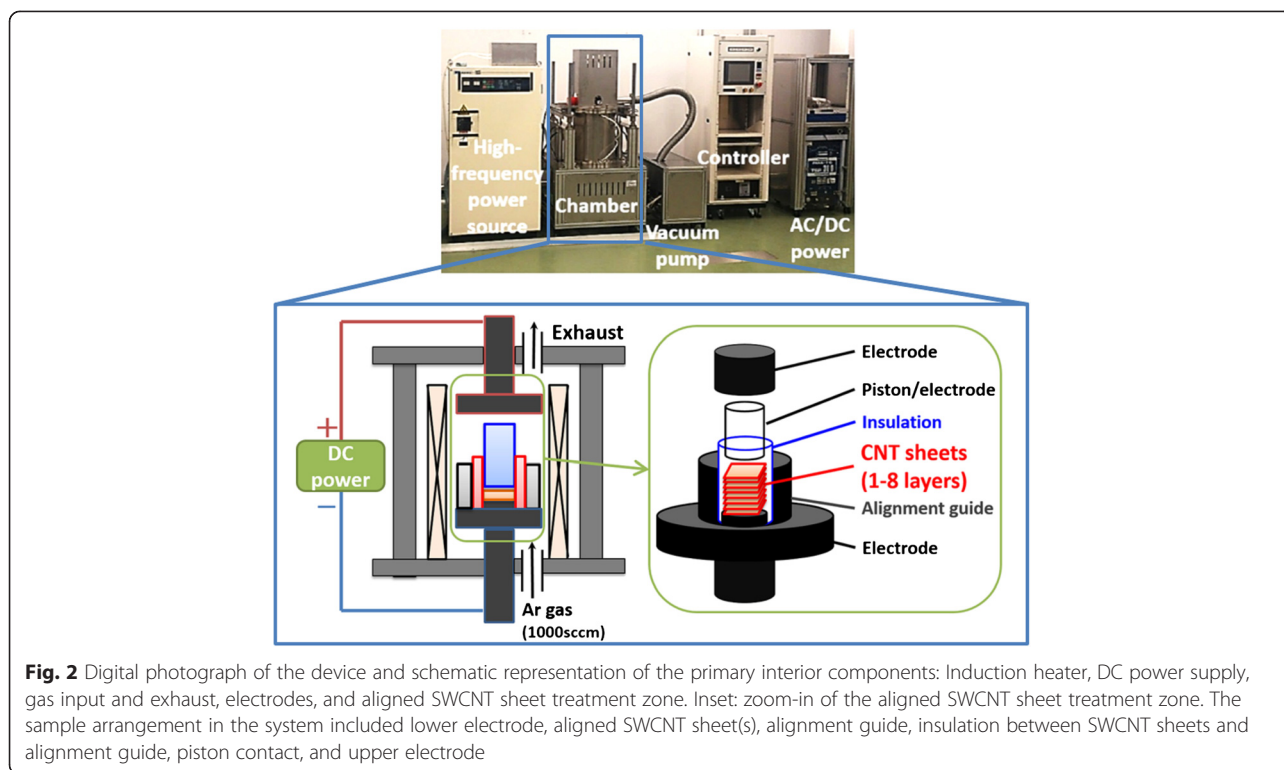 High-
frequency
power
source
Chamber
Vacuum
pump
Controller
AC/DC
power
Exhaust
+
DC
power
−
Ar gas
(1000sccm)
Electrode
Piston/electrode
Insulation
CNT sheets
(1-8 layers)
Alignment guide
Electrode
Fig. 2 Digital photograph of the device and schematic representation of the primary interior components: Induction heater, DC power supply,
gas input and exhaust, electrodes, and aligned SWCNT sheet treatment zone. Inset: zoom-in of the aligned SWCNT sheet treatment zone. The
sample arrangement in the system included lower electrode, aligned SWCNT sheet(s), alignment guide, insulation between SWCNT sheets and
alignment guide, piston contact, and upper electrode